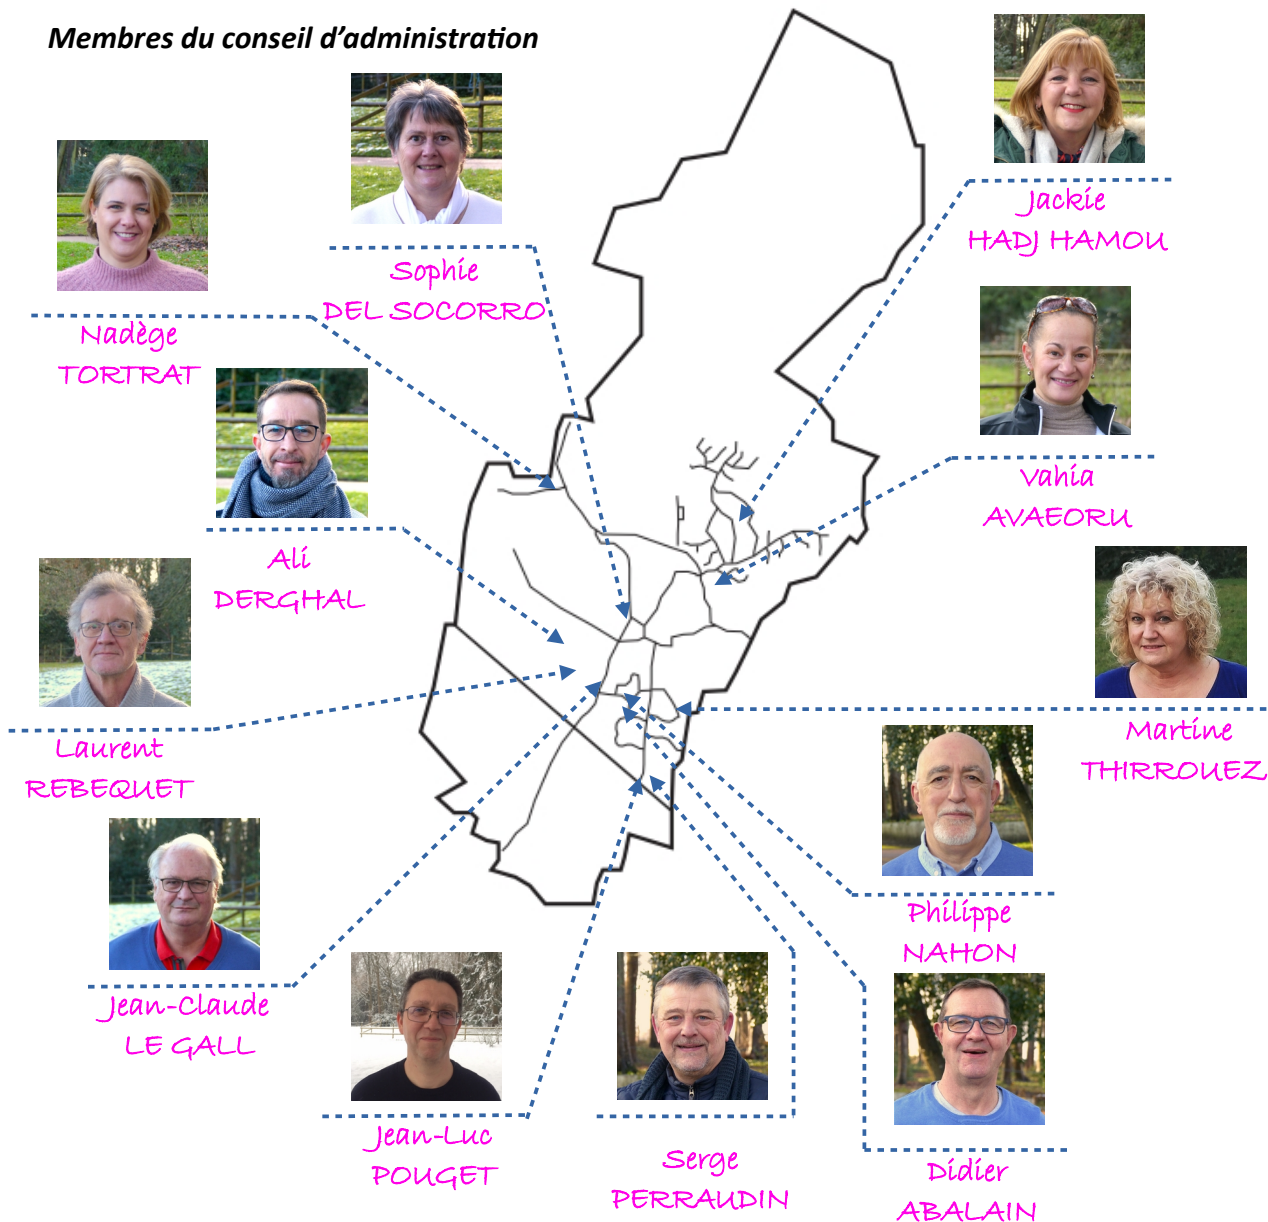 Membres du conseil d’administration
Jackie
HADJ HAMOU
Sophie
DEL SOCORRO
Nadège
TORTRAT
Vahia
AVAEORU
Ali
DERGHAL
Martine
THIRROUEZ
Laurent
REBEQUET
Philippe
NAHON
Jean-Claude
LE GALL
Jean-Luc
POUGET
Serge
PERRAUDIN
Didier
ABALAIN